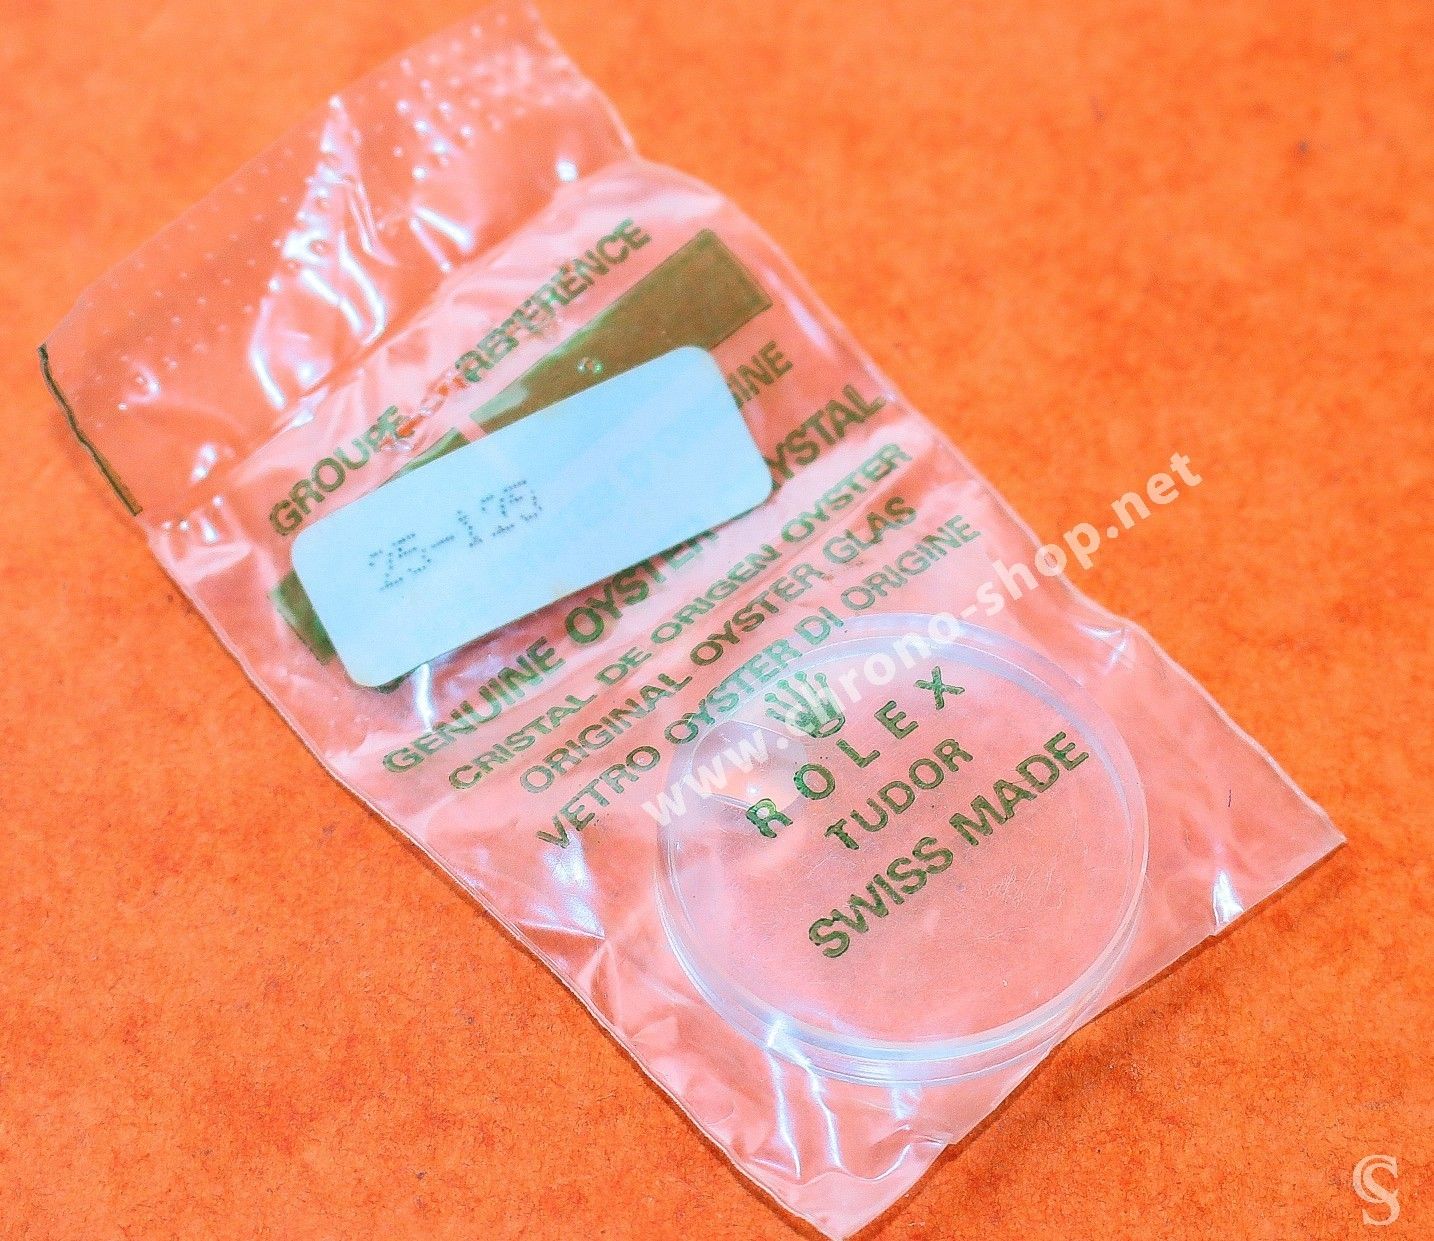 GROUPE REFERENCE
25-125
GINE
GENUINE OYSTER CRYSTAL
CRISTAL DE ORIGEN OYSTER
ORIGINAL OYSTER GLAS
VETRO OYSTER DI ORIGINE
ROLEX
TUDOR
SWISS MADE
www.chrono-shop.net